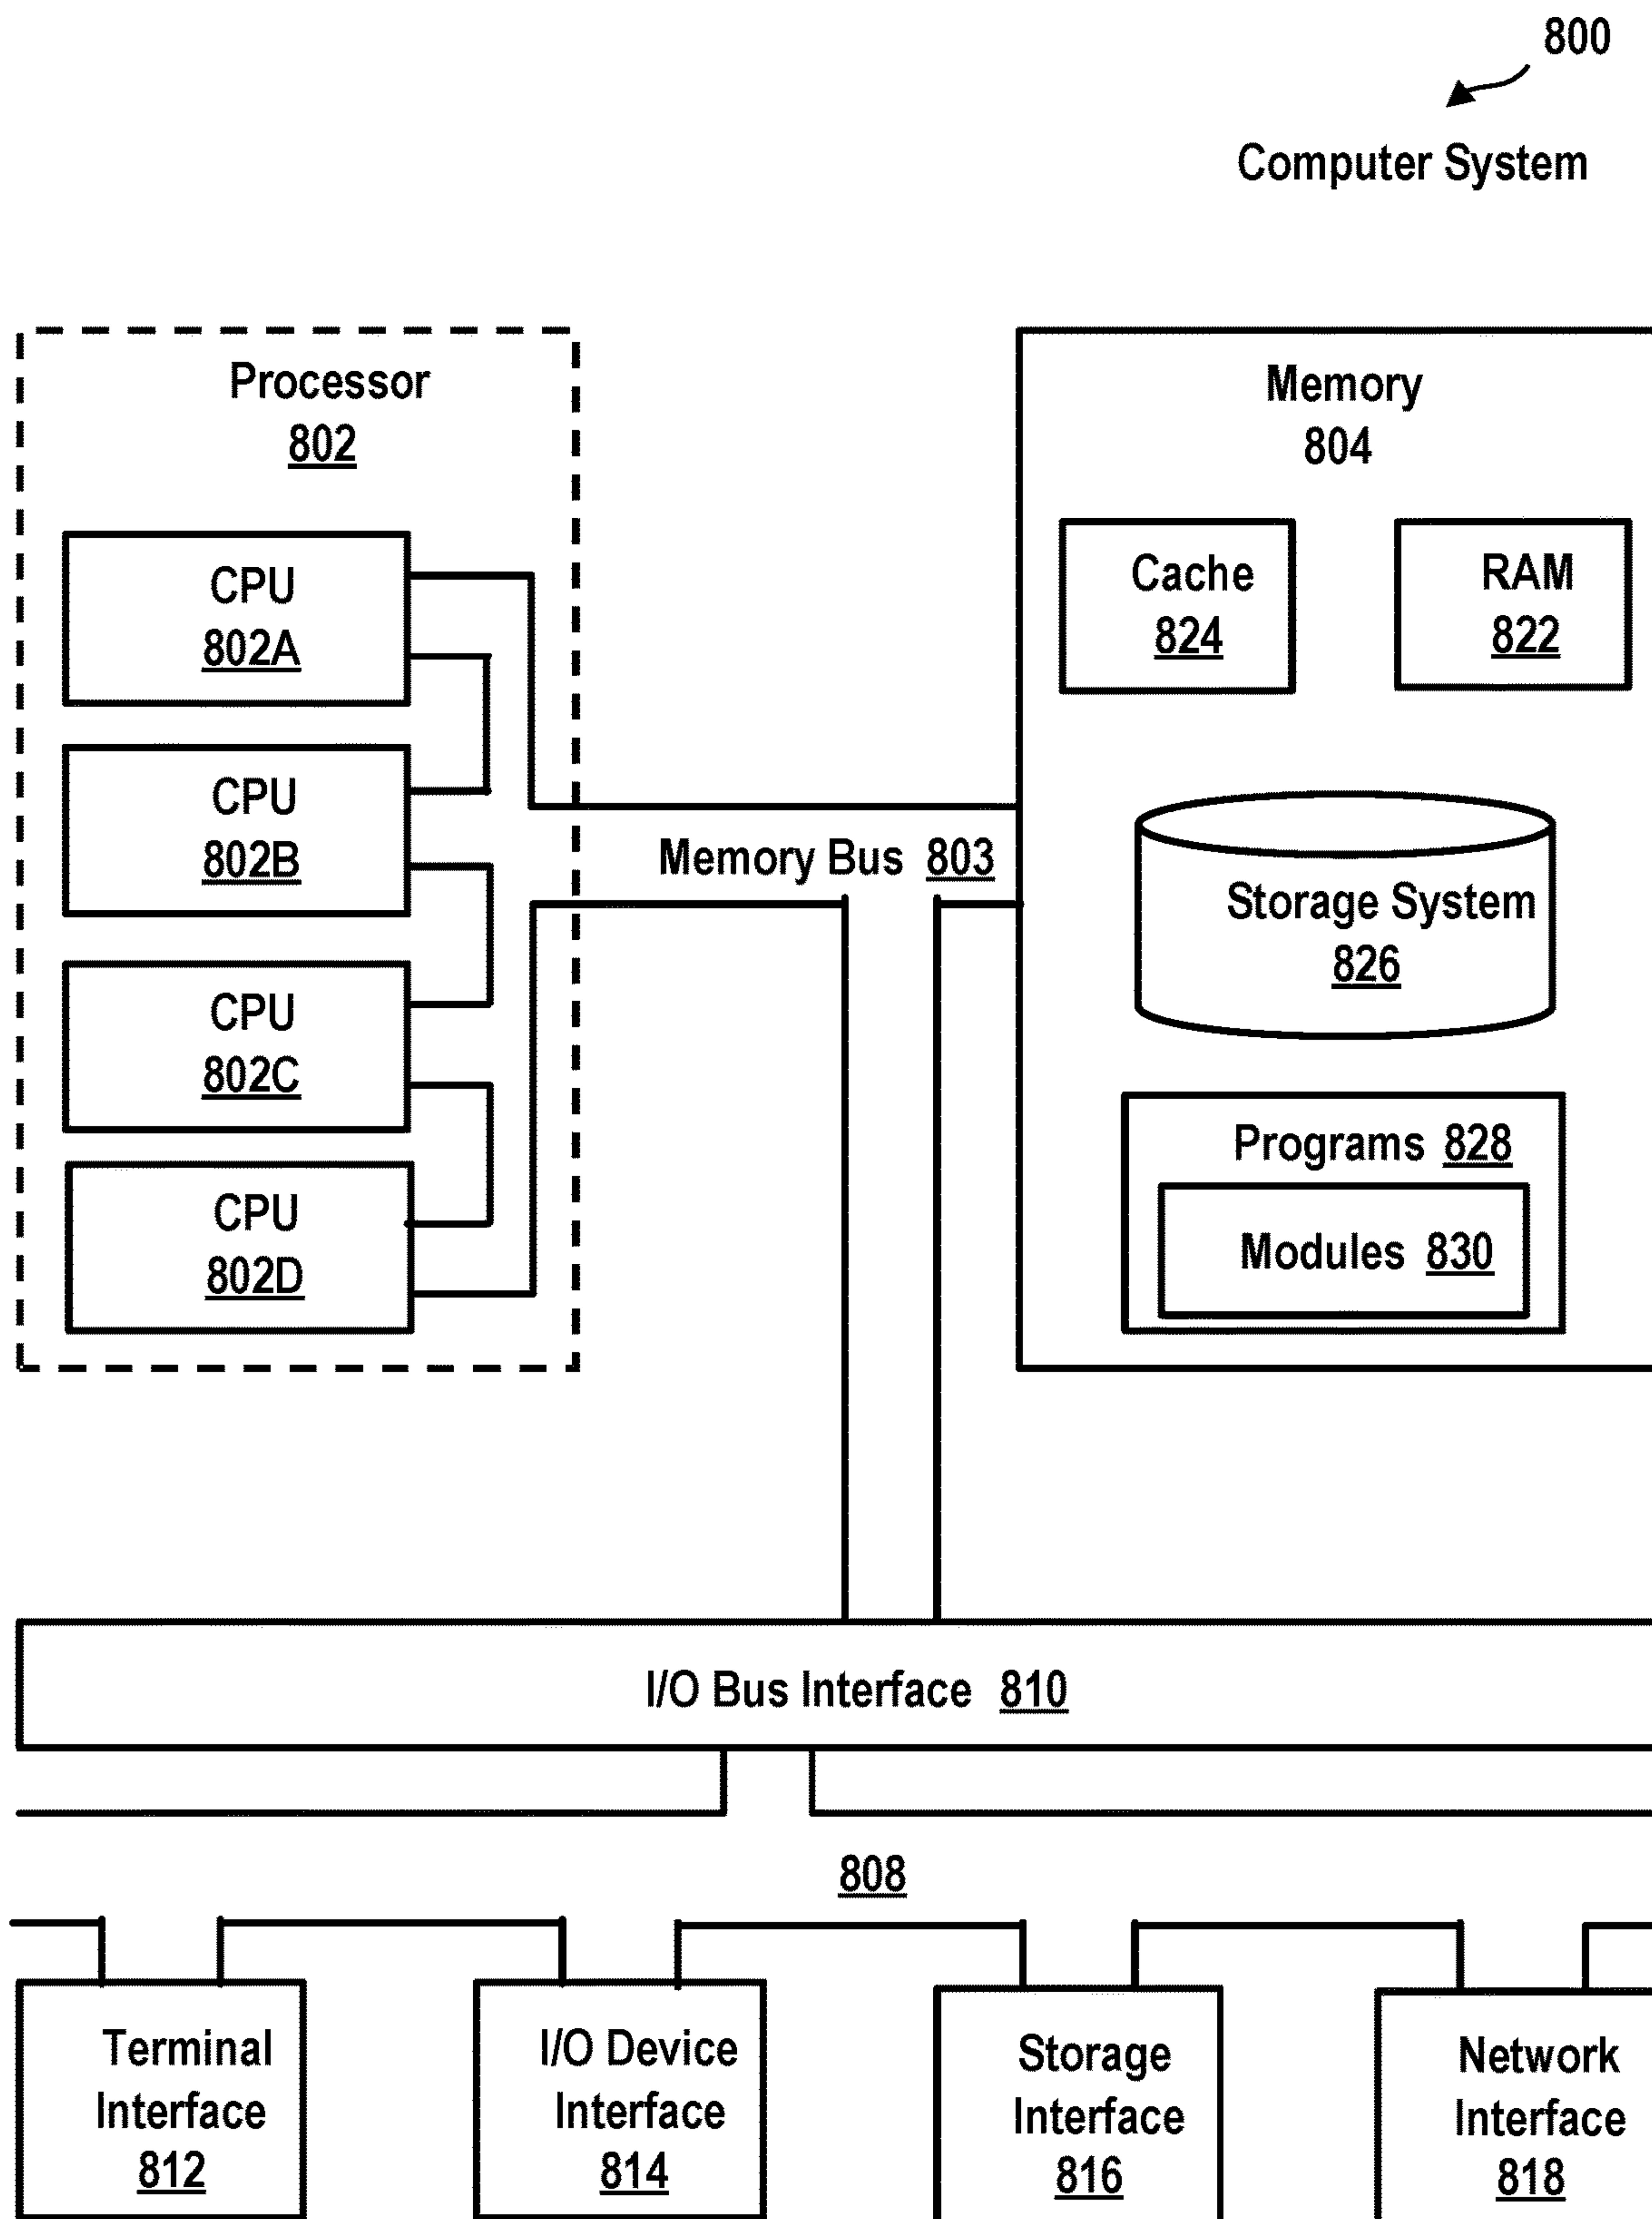 800
Computer System
Processor
802
CPU
802A
CPU
802B
CPU
802C
CPU
802D
Memory Bus 803
Memory
804
Cache
824
RAM
822
Storage System
826
Programs 828
Modules 830
I/O Bus Interface 810
808
Terminal
Interface
812
I/O Device
Interface
814
Storage
Interface
816
Network
Interface
818